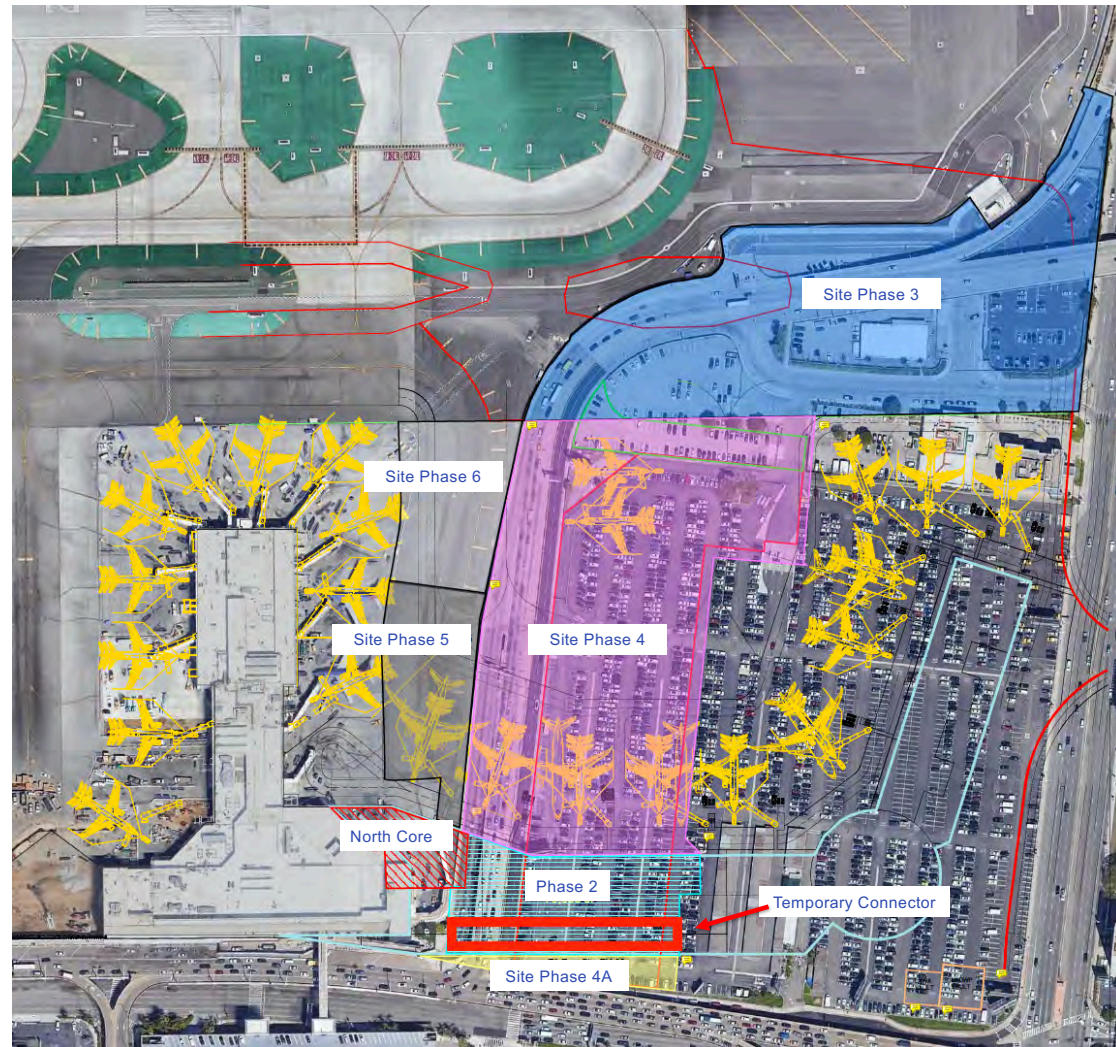 Site Phase 3
Site Phase 6
Site Phase 5
Site Phase 4
North Core
Phase 2
Temporary Connector
Site Phase 4A